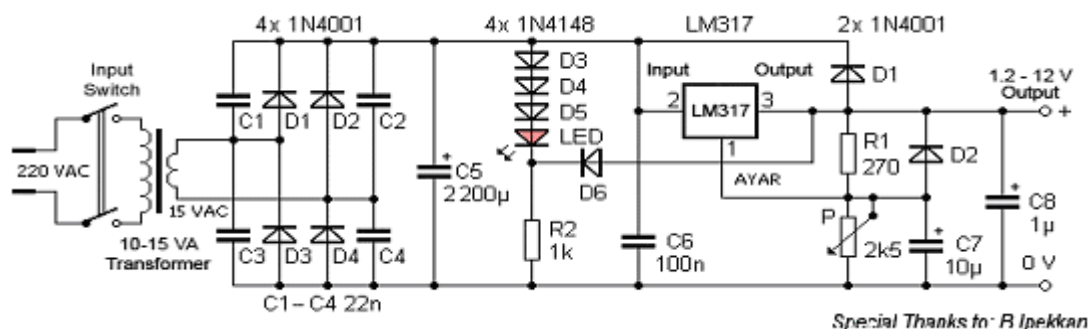 4x 1N4001
4x 1N4148
LM317
2x 1N4001
Input
Switch
220 VAC
15 VAC
10-15 VA
Transformer
C1
D1
D2
C2
C3
D3
D4
C4
C1 – C4 22n
+
C5
2200µ
D3
D4
D5
LED
D6
R2
1k
Input
Output
2
LM317
3
1
AYAR
C6
100n
D1
R1
270
D2
P
2k5
+
C7
10µ
+
C8
1µ
1.2 - 12 V
Output
+
0 V
Special Thanks to: B.Ipekkan